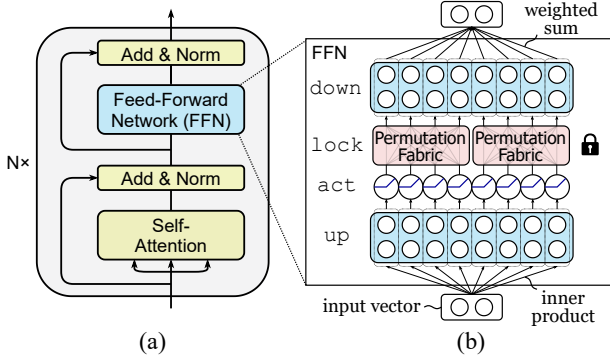 Add & Norm
Feed-Forward
Network (FFN)
N×
Add & Norm
Self-
Attention
(a)
weighted
sum
FFN
down
lock
Permutation
Fabric
Permutation
Fabric
act
up
input vector
inner
product
(b)